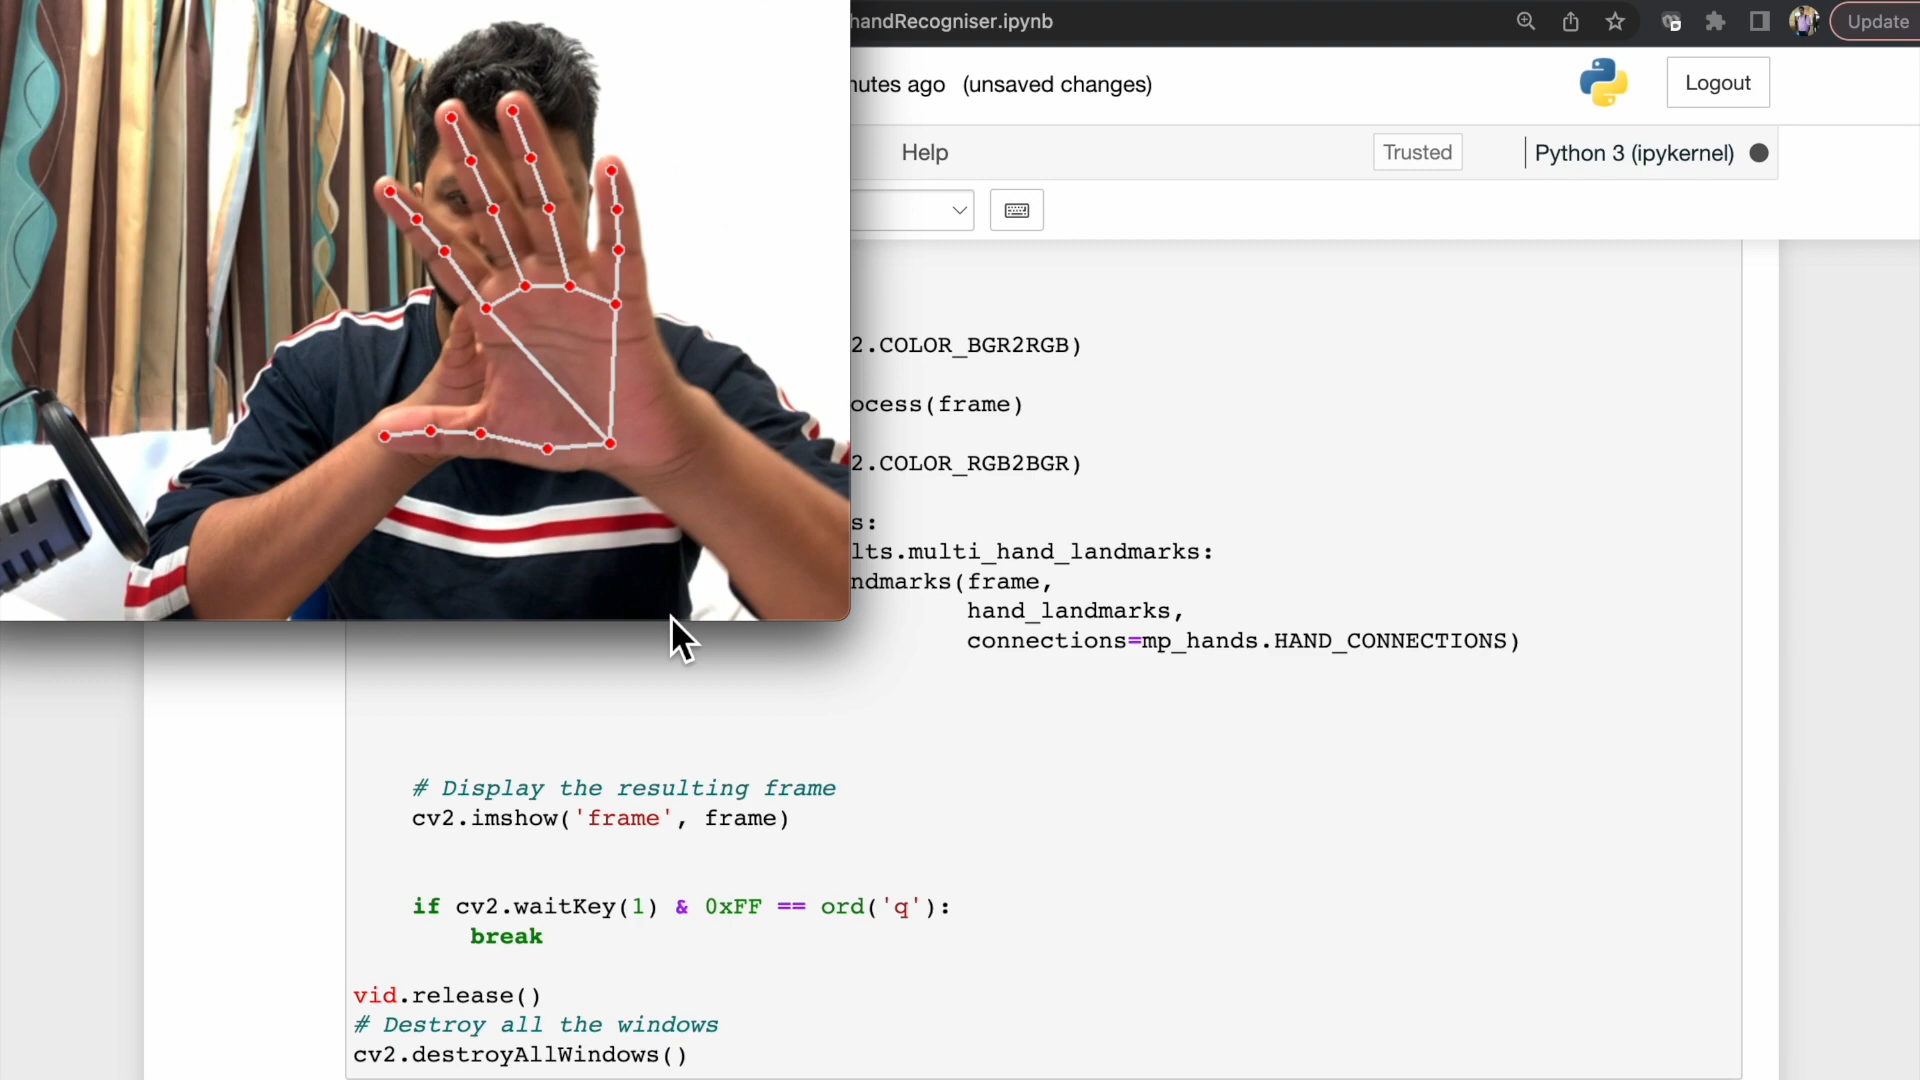 handRecogniser.ipynb
Update
nutes ago (unsaved changes)
Logout
Help
Trusted
Python 3 (ipykernel)
2.COLOR_BGR2RGB)
ocess(frame)
2.COLOR_RGB2BGR)
s:
lts.multi_hand_landmarks:
ndmarks(frame,
hand_landmarks,
connections=mp_hands.HAND_CONNECTIONS)
# Display the resulting frame
cv2.imshow('frame', frame)
if cv2.waitKey(1) & 0xFF == ord('q'):
break
vid.release()
# Destroy all the windows
cv2.destroyAllWindows()